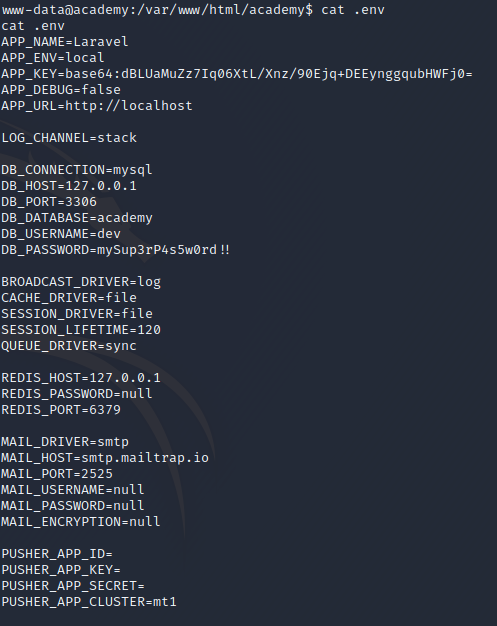 www-data@academy:/var/www/html/academy$ cat .env
cat .env
APP_NAME=Laravel
APP_ENV=local
APP_KEY=base64:dBLUaMuZz7Iq06XtL/Xnz/90Ejq+DEEynggqubHWFj0=
APP_DEBUG=false
APP_URL=http://localhost

LOG_CHANNEL=stack

DB_CONNECTION=mysql
DB_HOST=127.0.0.1
DB_PORT=3306
DB_DATABASE=academy
DB_USERNAME=dev
DB_PASSWORD=mySup3rP4s5w0rd!!

BROADCAST_DRIVER=log
CACHE_DRIVER=file
SESSION_DRIVER=file
SESSION_LIFETIME=120
QUEUE_DRIVER=sync

REDIS_HOST=127.0.0.1
REDIS_PASSWORD=null
REDIS_PORT=6379

MAIL_DRIVER=smtp
MAIL_HOST=smtp.mailtrap.io
MAIL_PORT=2525
MAIL_USERNAME=null
MAIL_PASSWORD=null
MAIL_ENCRYPTION=null

PUSHER_APP_ID=
PUSHER_APP_KEY=
PUSHER_APP_SECRET=
PUSHER_APP_CLUSTER=mt1